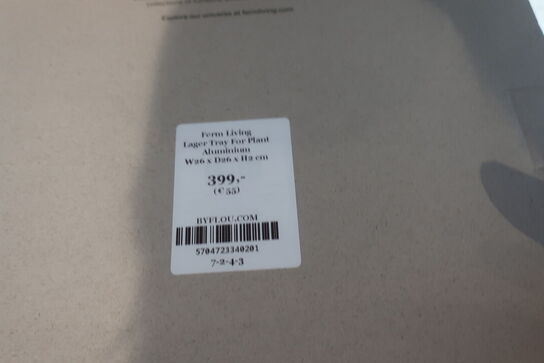 Explore our universe at fermliving.com
Ferm Living
Lager Tray For Plant
Aluminium
W26 x D26 x H2 cm
399,-
(€ 55)
BYFLOU.COM
5704723340201
7-2-4-3